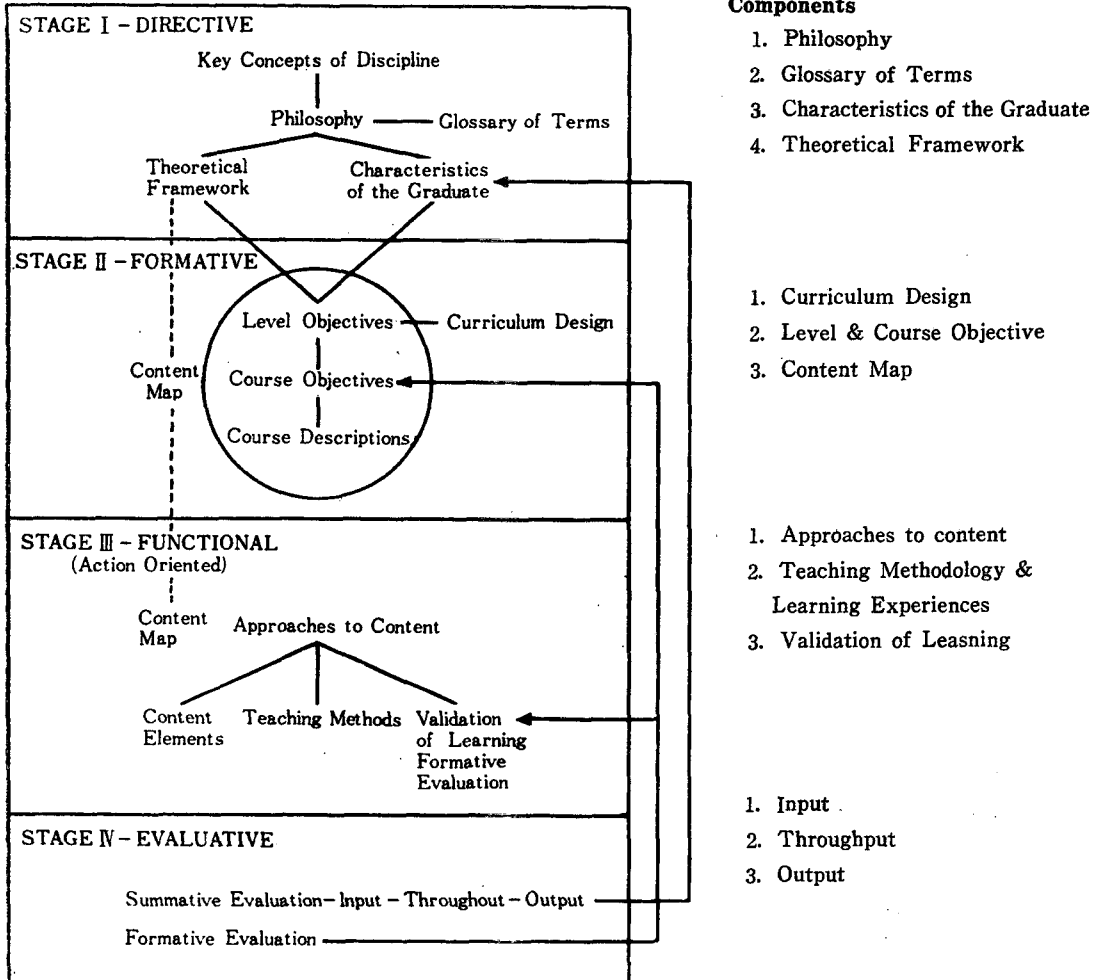 STAGE I – DIRECTIVE
Key Concepts of Discipline
Philosophy
Glossary of Terms
Theoretical
Framework
Characteristics
of the Graduate
STAGE II – FORMATIVE
Level Objectives
Curriculum Design
Content
Map
Course Objectives
Course Descriptions
STAGE III – FUNCTIONAL
(Action Oriented)
Content
Map
Approaches to Content
Content
Elements
Teaching Methods
Validation
of Learning
Formative
Evaluation
STAGE IV – EVALUATIVE
Summative Evaluation – Input – Throughout – Output
Formative Evaluation
Components
1. Philosophy
2. Glossary of Terms
3. Characteristics of the Graduate
4. Theoretical Framework
1. Curriculum Design
2. Level & Course Objective
3. Content Map
1. Approaches to content
2. Teaching Methodology &
Learning Experiences
3. Validation of Leasning
1. Input
2. Throughput
3. Output